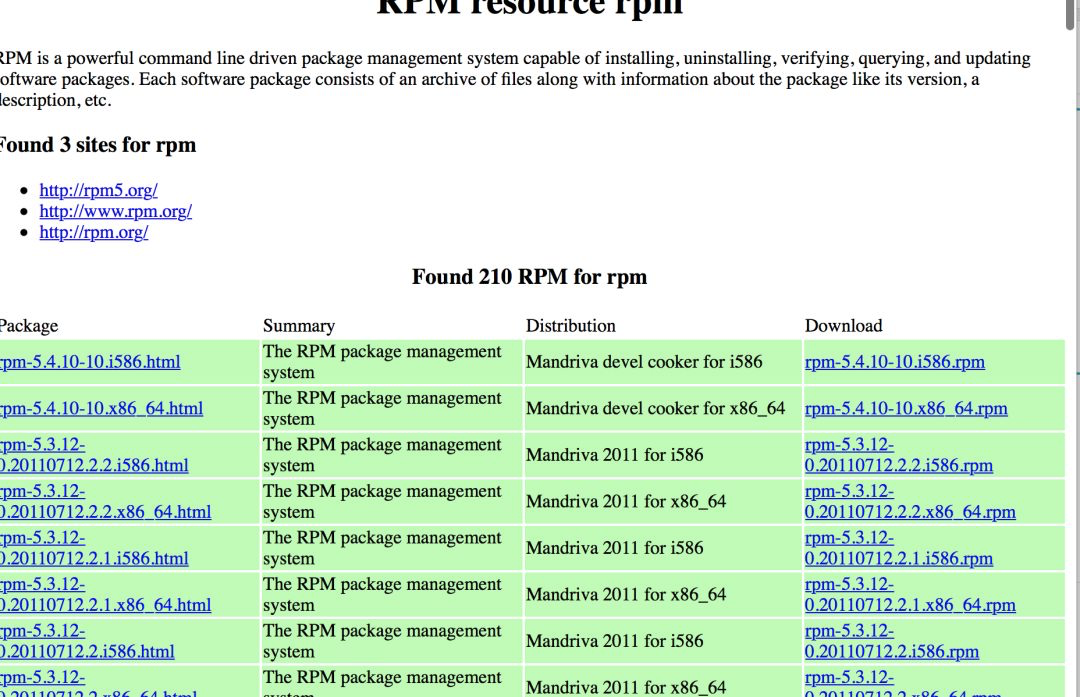 RPM resource rpm
RPM is a powerful command line driven package management system capable of installing, uninstalling, verifying, querying, and updating
software packages. Each software package consists of an archive of files along with information about the package like its version, a
description, etc.
Found 3 sites for rpm
http://rpm5.org/
http://www.rpm.org/
http://rpm.org/
Found 210 RPM for rpm
Package Summary Distribution Download
rpm-5.4.10-10.i586.html The RPM package management system Mandriva devel cooker for i586 rpm-5.4.10-10.i586.rpm
rpm-5.4.10-10.x86_64.html The RPM package management system Mandriva devel cooker for x86_64 rpm-5.4.10-10.x86_64.rpm
rpm-5.3.12-0.20110712.2.2.i586.html The RPM package management system Mandriva 2011 for i586 rpm-5.3.12-0.20110712.2.2.i586.rpm
rpm-5.3.12-0.20110712.2.2.x86_64.html The RPM package management system Mandriva 2011 for x86_64 rpm-5.3.12-0.20110712.2.2.x86_64.rpm
rpm-5.3.12-0.20110712.2.1.i586.html The RPM package management system Mandriva 2011 for i586 rpm-5.3.12-0.20110712.2.1.i586.rpm
rpm-5.3.12-0.20110712.2.1.x86_64.html The RPM package management system Mandriva 2011 for x86_64 rpm-5.3.12-0.20110712.2.1.x86_64.rpm
rpm-5.3.12-0.20110712.2.i586.html The RPM package management system Mandriva 2011 for i586 rpm-5.3.12-0.20110712.2.i586.rpm
rpm-5.3.12-0.20110712.2.x86_64.html The RPM package management system Mandriva 2011 for x86_64 rpm-5.3.12-0.20110712.2.x86_64.rpm